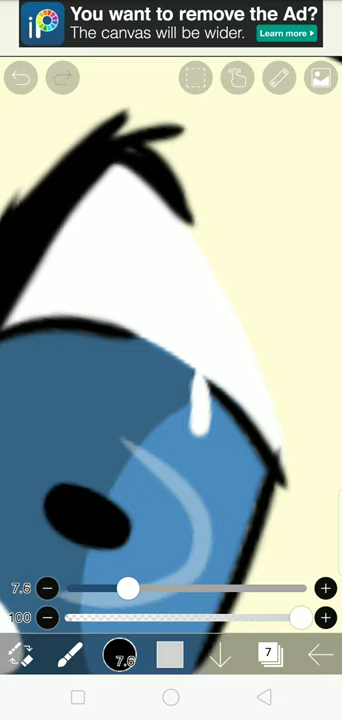 iP
You want to remove the Ad?
The canvas will be wider.
Learn more
7.6
100
7.6
7